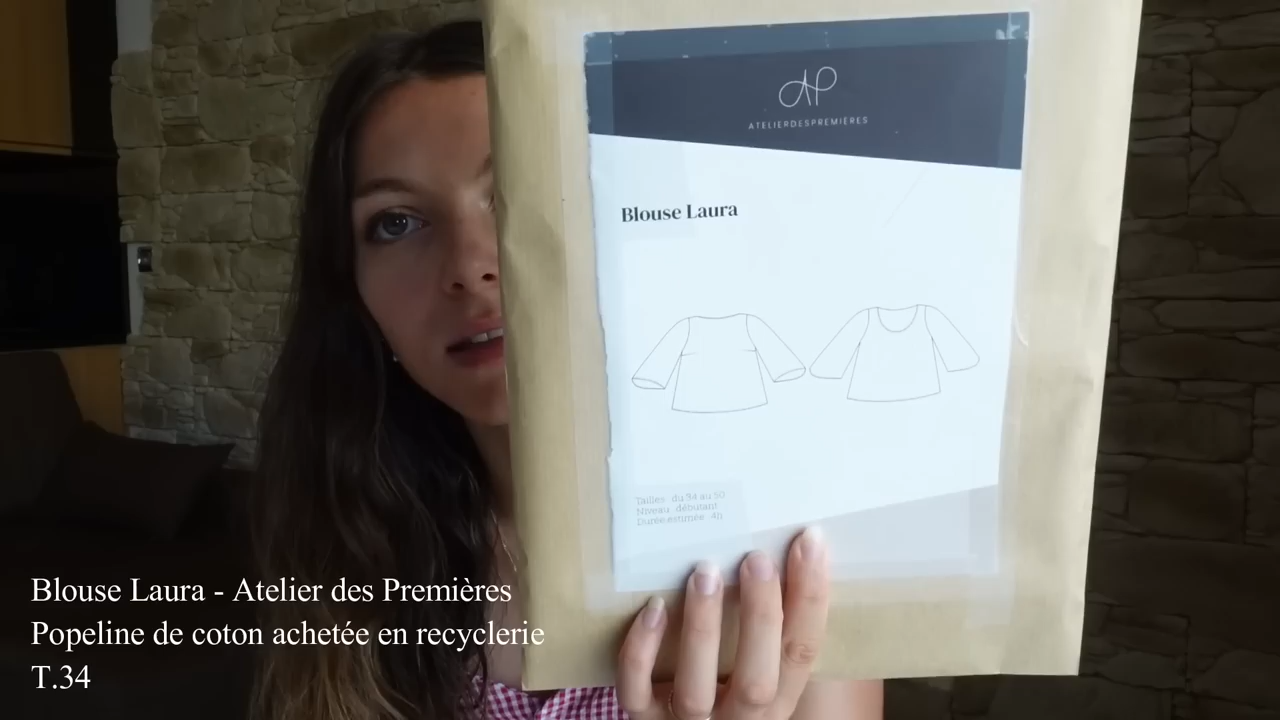 AP
ATELIERDESPREMIÈRES
Blouse Laura
Tailles du 34 au 50
Niveau débutant
Durée estimée 4h
Blouse Laura - Atelier des Premières
Popeline de coton achetée en recyclerie
T.34